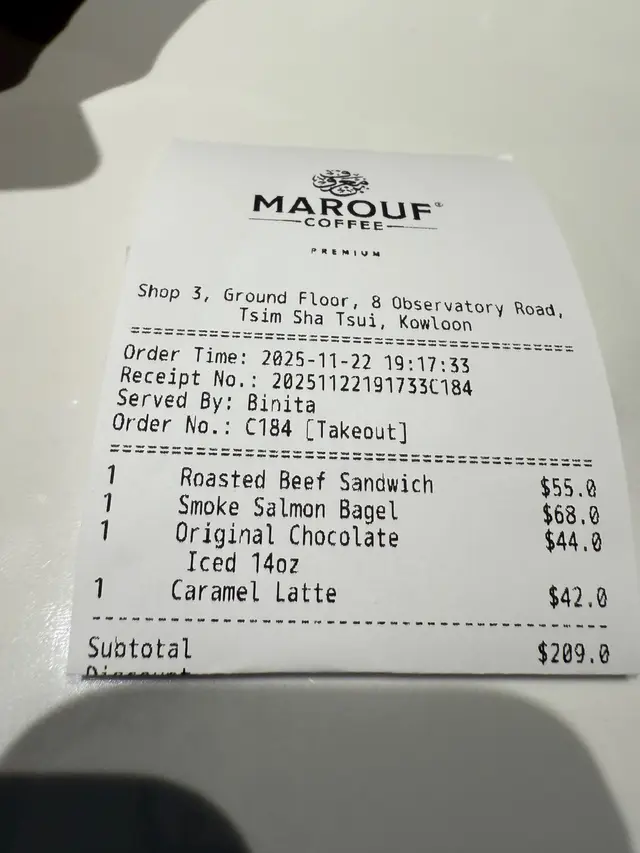 MAROUF®
COFFEE
PREMIUM
Shop 3, Ground Floor, 8 Observatory Road,
Tsim Sha Tsui, Kowloon
Order Time: 2025-11-22 19:17:33
Receipt No.: 20251122191733C184
Served By: Binita
Order No.: C184 [Takeout]
1 Roasted Beef Sandwich $55.0
1 Smoke Salmon Bagel $68.0
1 Original Chocolate $44.0
Iced 14oz
1 Caramel Latte $42.0
Subtotal $209.0